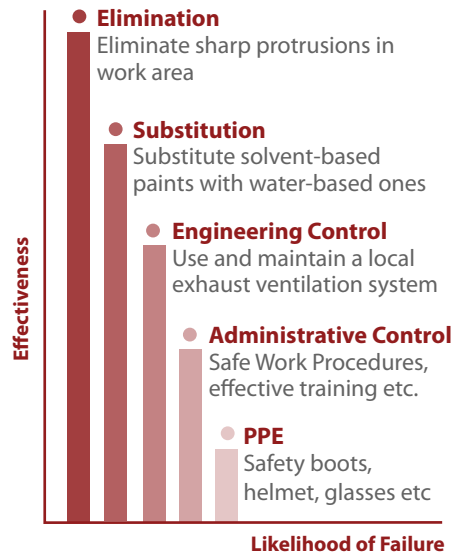 Elimination
Eliminate sharp protrusions in
work area
Substitution
Substitute solvent-based
paints with water-based ones
Engineering Control
Use and maintain a local
exhaust ventilation system
Administrative Control
Safe Work Procedures,
effective training etc.
PPE
Safety boots,
helmet, glasses etc
Effectiveness
Likelihood of Failure